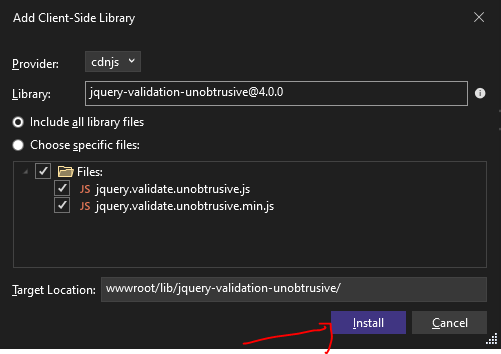 Add Client-Side Library
Provider: cdnjs
Library: jquery-validation-unobtrusive@4.0.0
Include all library files
Choose specific files:
Files:
JS jquery.validate.unobtrusive.js
JS jquery.validate.unobtrusive.min.js
Target Location: wwwroot/lib/jquery-validation-unobtrusive/
Install Cancel